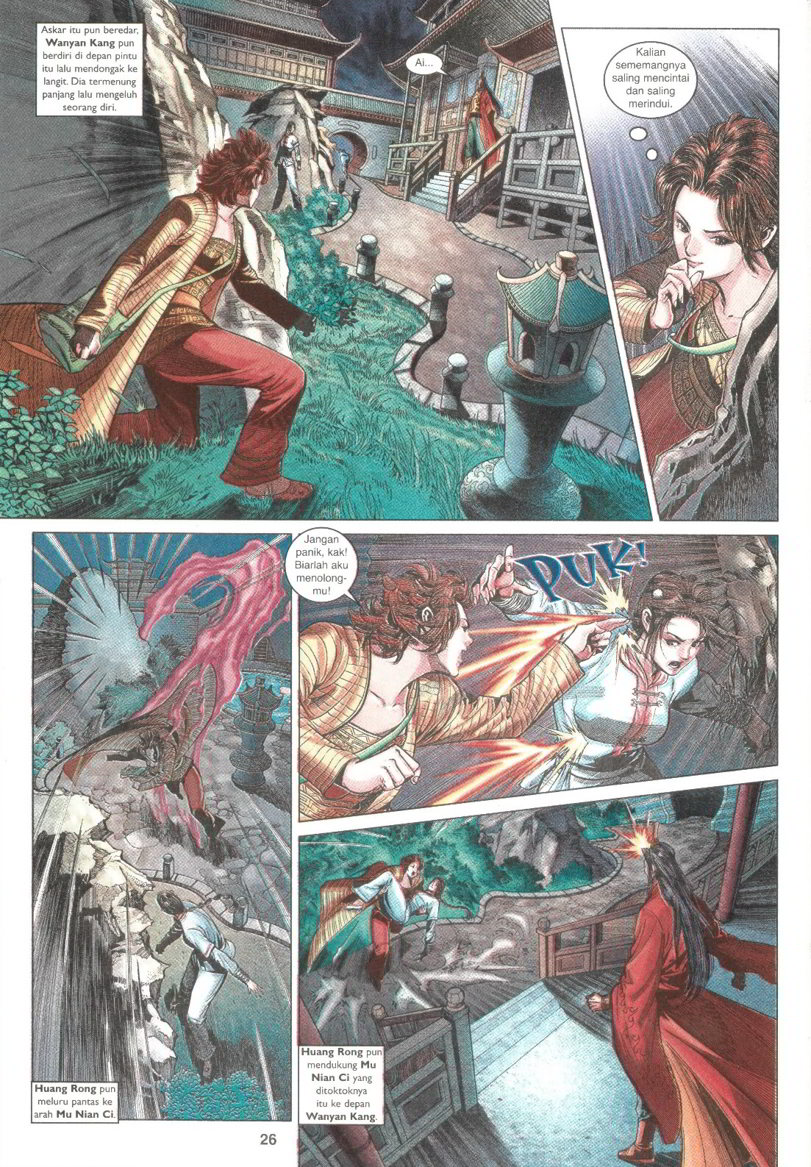 Askar itu pun beredar,
Wanyan Kang pun
berdiri di depan pintu
itu lalu mendongak ke
langit. Dia termenung
panjang lalu mengeluh
seorang diri.
Ai...
Kalian
sememangnya
saling mencintai
dan saling
merindui.
Huang Rong pun
meluru pantas ke
arah Mu Nian Ci.
Jangan
panik, kak!
Biarlah aku
menolong-
mu!
PUK!
Huang Rong pun
mendukung Mu
Nian Ci yang
ditoktoknya
itu ke depan
Wanyan Kang.
26